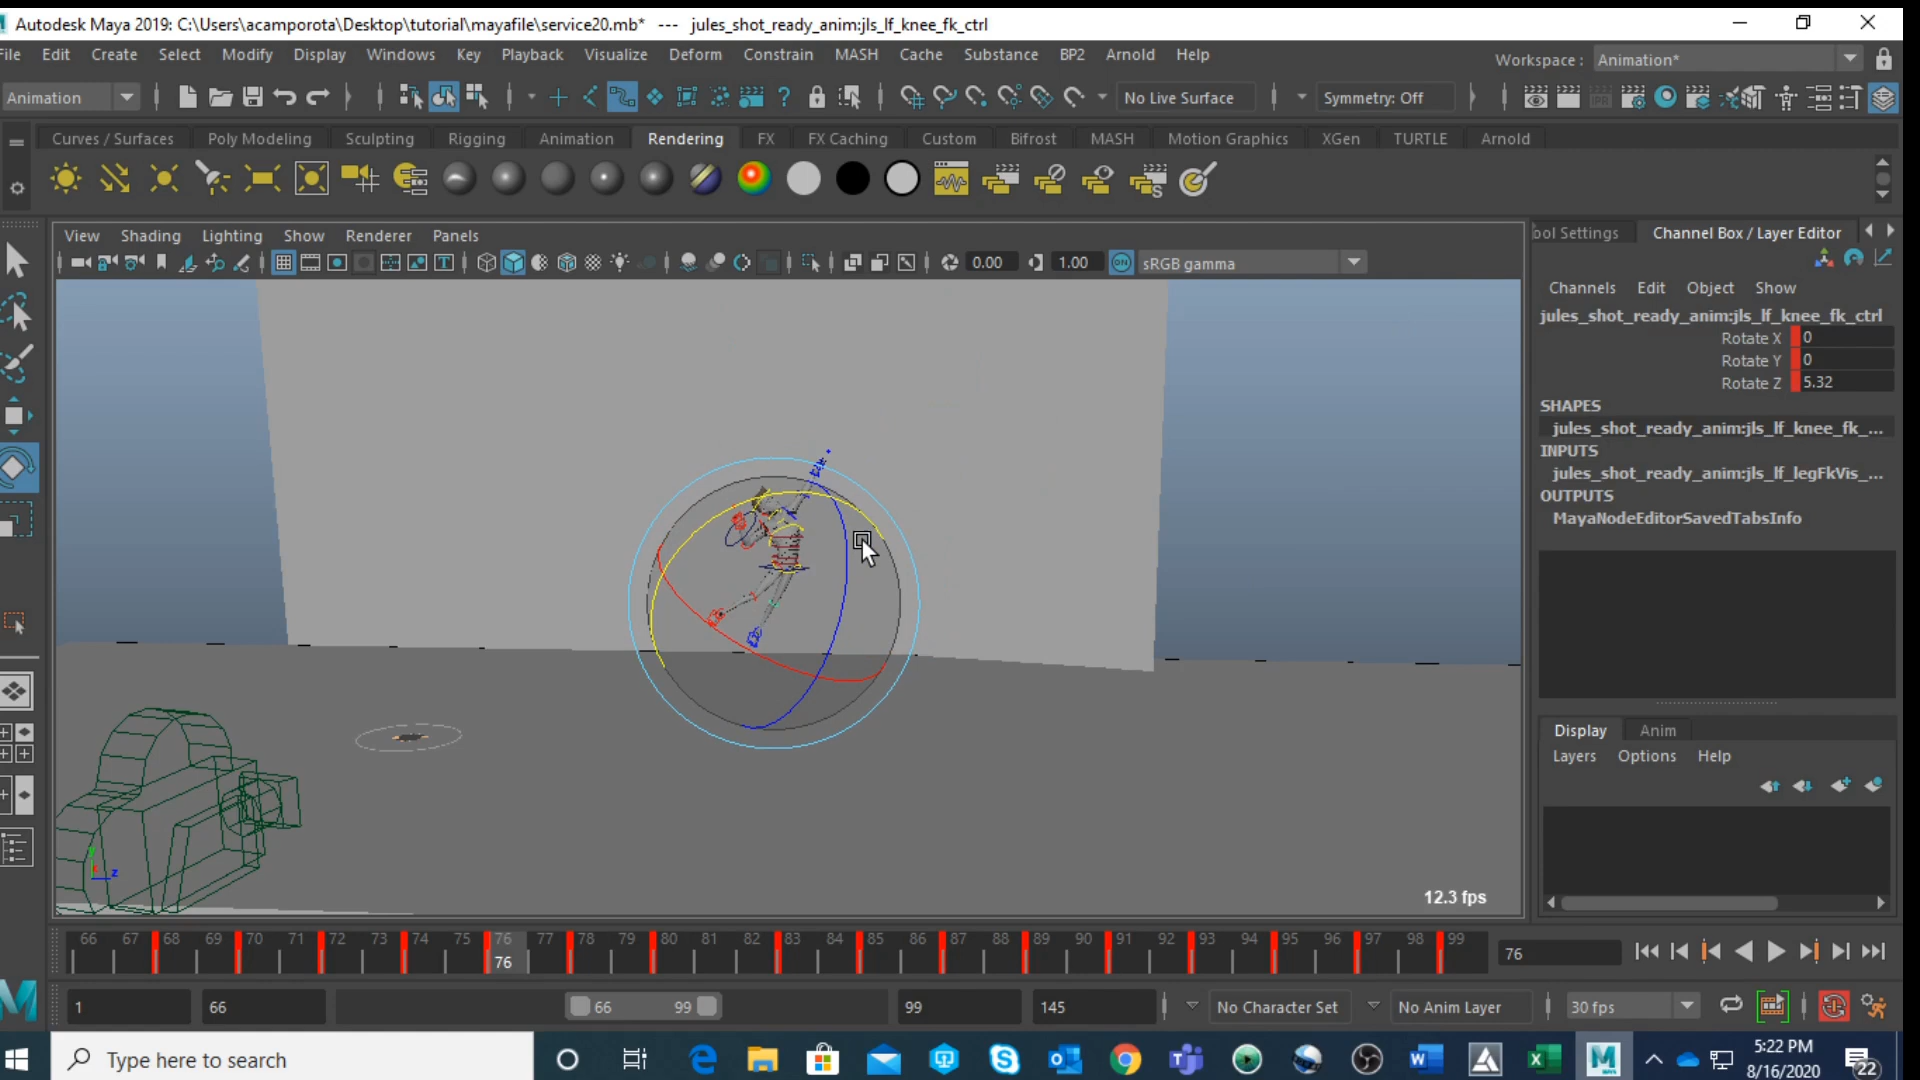 Autodesk Maya 2019: C:\Users\acamporota\Desktop\tutorial\mayafile\service20.mb* --- jules_shot_ready_anim:jls_lf_knee_fk_ctrl
File Edit Create Select Modify Display Windows Key Playback Visualize Deform Constrain MASH Cache Substance BP2 Arnold Help
Workspace : Animation*
Animation No Live Surface Symmetry: Off
Curves / Surfaces Poly Modeling Sculpting Rigging Animation Rendering FX FX Caching Custom Bifrost MASH Motion Graphics XGen TURTLE Arnold
View Shading Lighting Show Renderer Panels
0.00 1.00 ON sRGB gamma
ool Settings Channel Box / Layer Editor
Channels Edit Object Show
jules_shot_ready_anim:jls_lf_knee_fk_ctrl
Rotate X 0
Rotate Y 0
Rotate Z 5.32
SHAPES
jules_shot_ready_anim:jls_lf_knee_fk_...
INPUTS
jules_shot_ready_anim:jls_lf_legFkVis_...
OUTPUTS
MayaNodeEditorSavedTabsInfo
Display Anim
Layers Options Help
z
12.3 fps
66 67 68 69 70 71 72 73 74 75 76 77 78 79 80 81 82 83 84 85 86 87 88 89 90 91 92 93 94 95 96 97 98 99
76
76
1 66 66 99 99 145 No Character Set No Anim Layer 30 fps
Type here to search
5:22 PM
8/16/2020
22